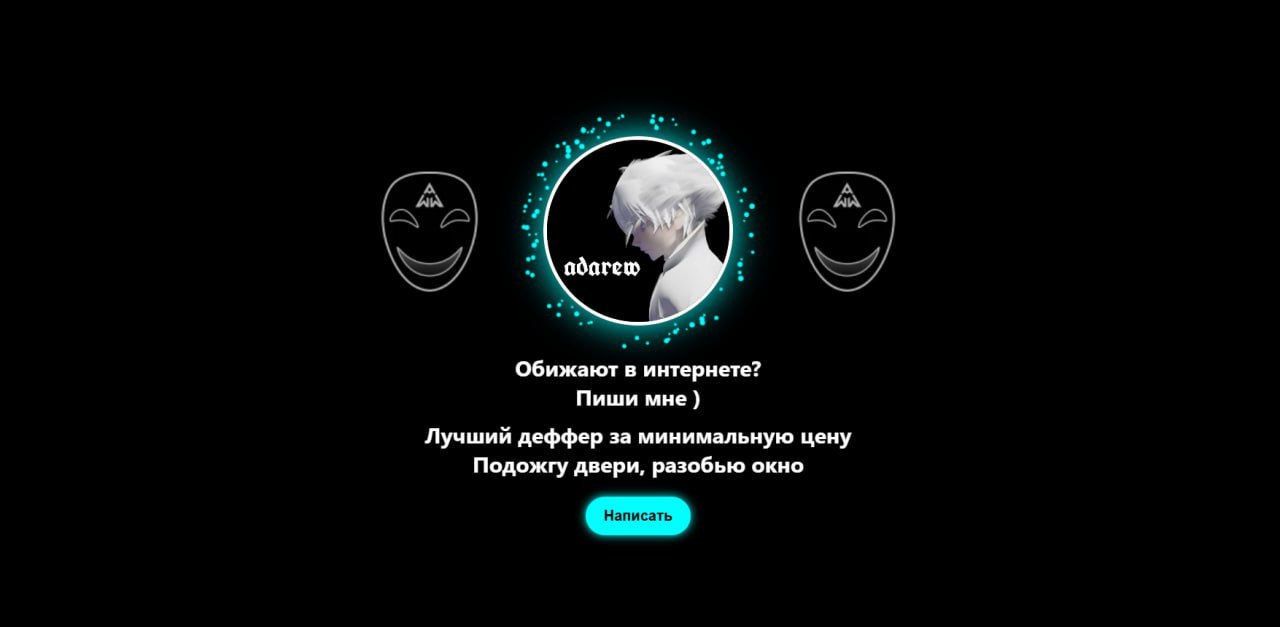 adarew
Обижают в интернете?
Пиши мне )
Лучший деффер за минимальную цену
Подожгу двери, разобью окно
Написать